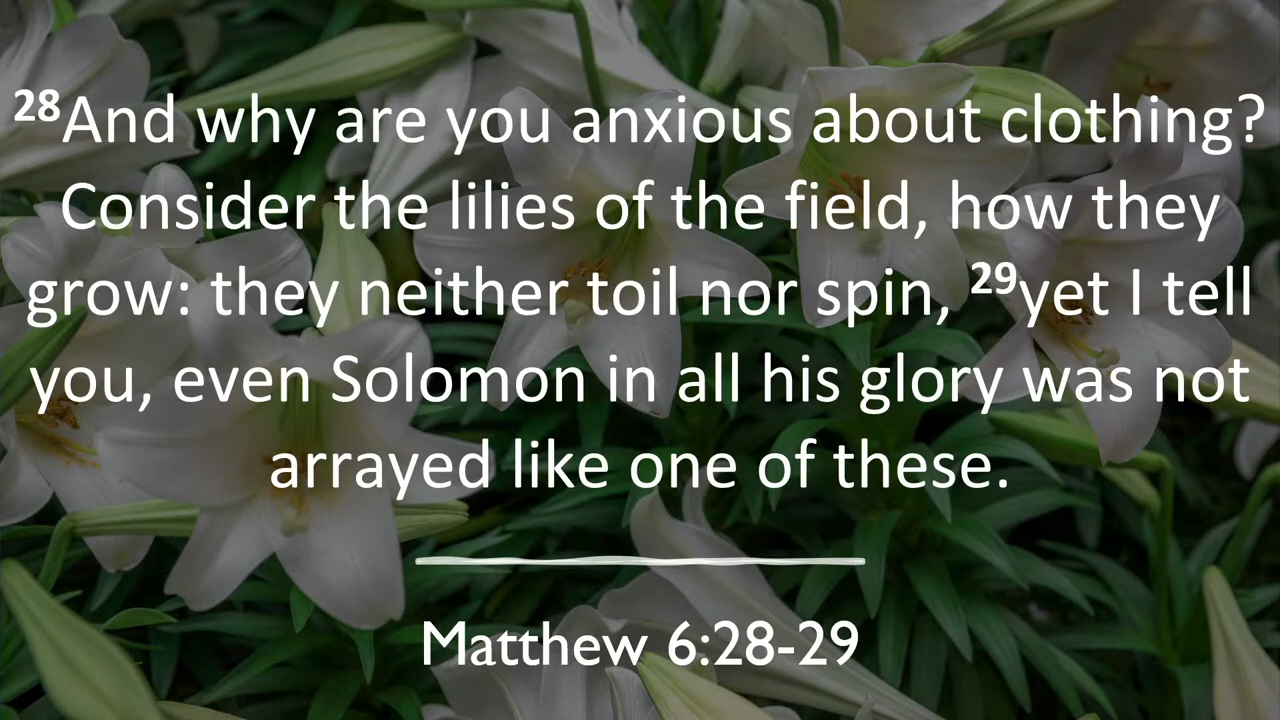 28And why are you anxious about clothing?
Consider the lilies of the field, how they
grow: they neither toil nor spin, 29yet I tell
you, even Solomon in all his glory was not
arrayed like one of these.
Matthew 6:28-29